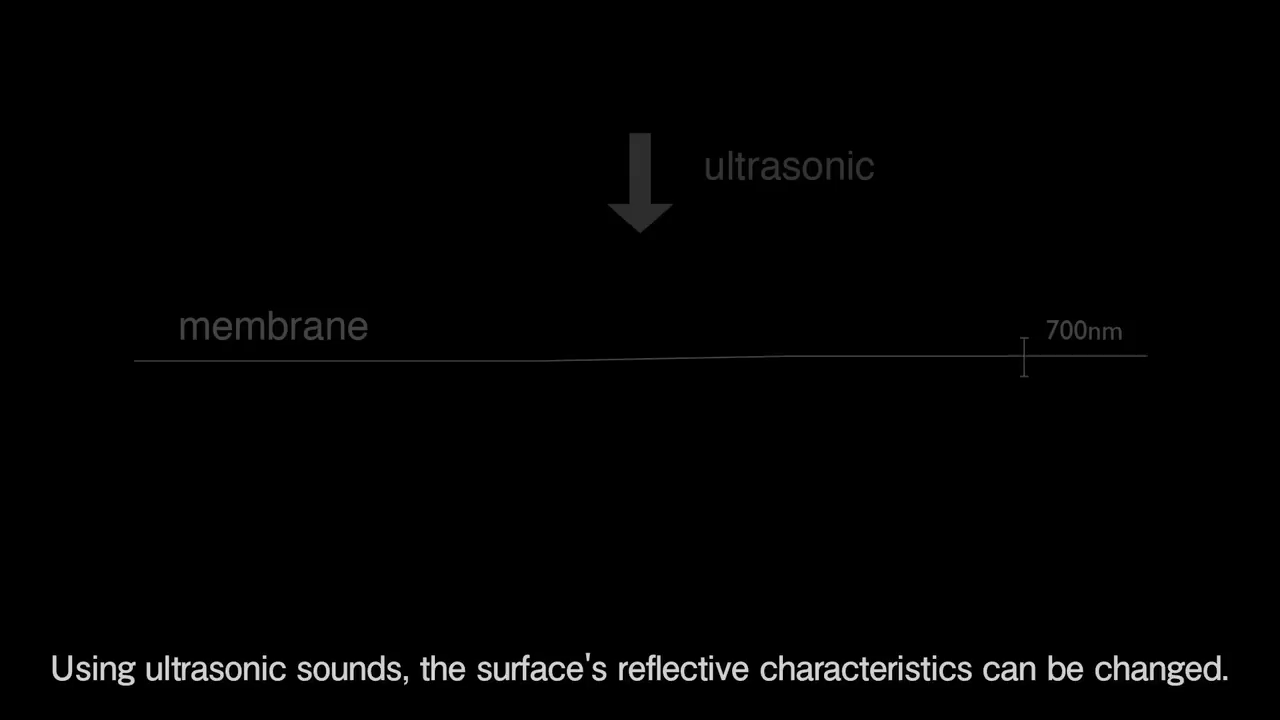 ultrasonic
membrane
700nm
Using ultrasonic sounds, the surface's reflective characteristics can be changed.